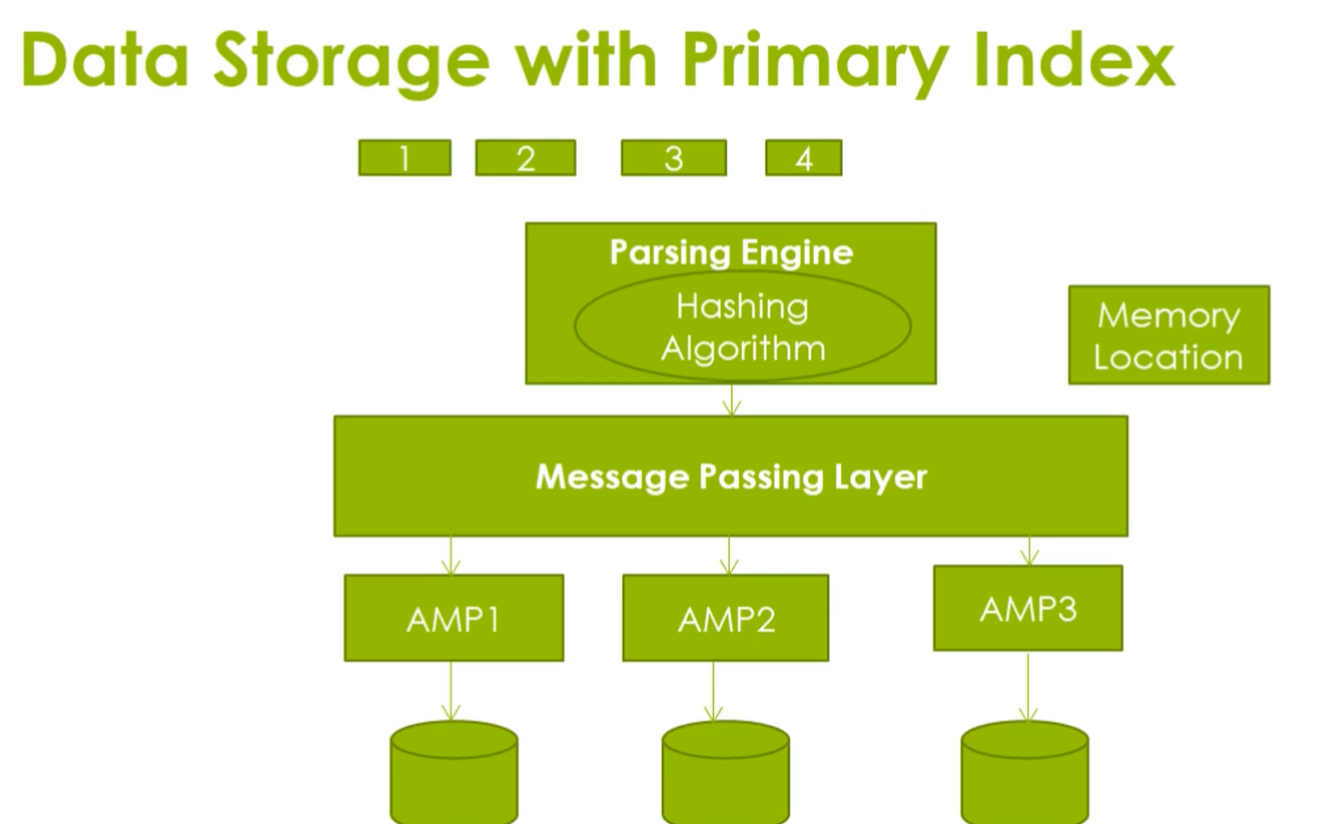 Data Storage with Primary Index
1 2 3 4
Parsing Engine
Hashing
Algorithm
Memory
Location
Message Passing Layer
AMP1 AMP2 AMP3